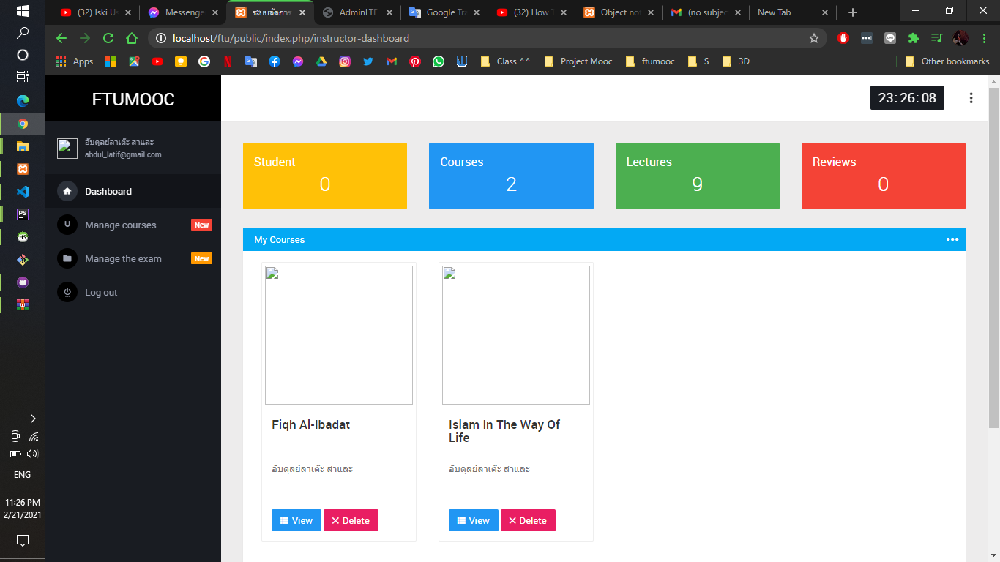 (32) Iski Us
Messenge
ระบบจัดการ
AdminLTE
Google Tra
(32) How T
Object not
(no subjec
New Tab
localhost/ftu/public/index.php/instructor-dashboard
Apps
Class ^^
Project Mooc
ftumooc
S
3D
Other bookmarks
FTUMOOC
23: 26: 08
อับดุลย์ลาเต๊ะ สาและ
abdul_latif@gmail.com
Dashboard
Manage courses
New
Manage the exam
New
Log out
Student
0
Courses
2
Lectures
9
Reviews
0
My Courses
Fiqh Al-Ibadat
อับดุลย์ลาเต๊ะ สาและ
View
Delete
Islam In The Way Of
Life
อับดุลย์ลาเต๊ะ สาและ
View
Delete
ENG
11:26 PM
2/21/2021